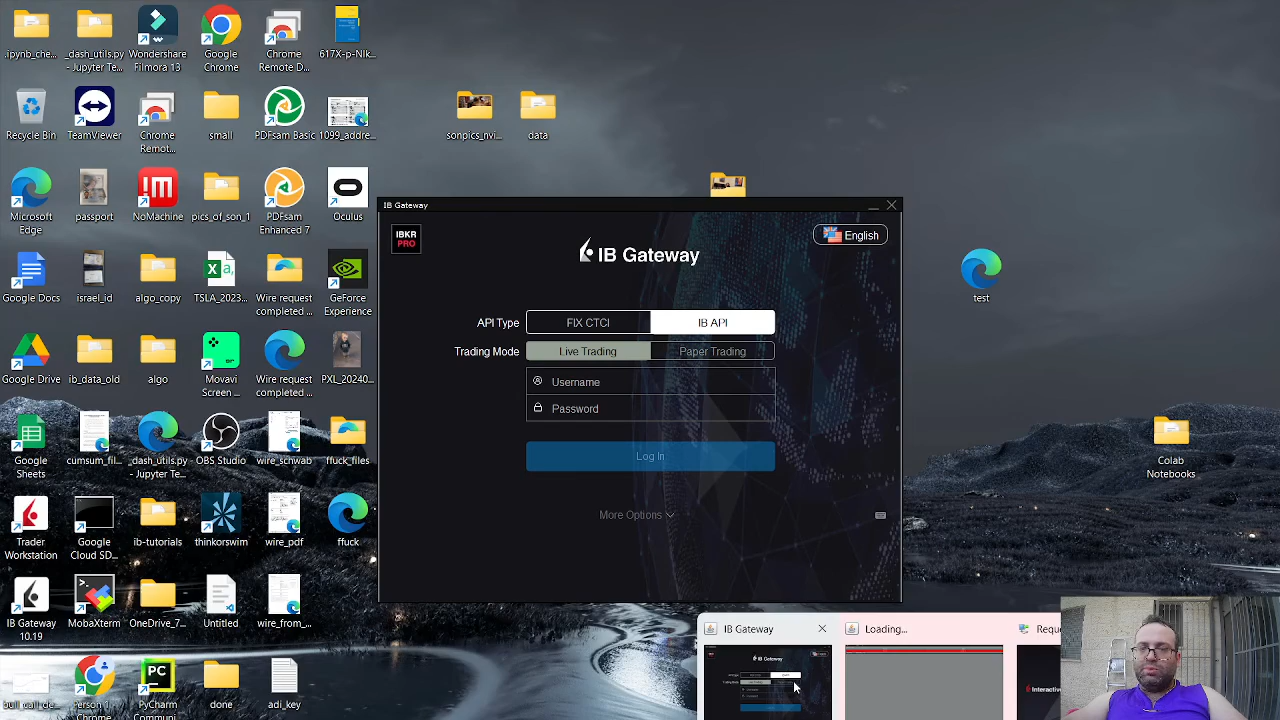 .ipynb_che...
_dash_utils.py
- Jupyter Te...
Wondershare
Filmora 13
Google
Chrome
Chrome
Remote D...
617X-p-Nik...
Recycle Bin
TeamViewer
Chrome
Remot...
small
PDFsam Basic
1099_addre...
sonpics_nvi...
data
Microsoft
Edge
passport
NoMachine
pics_of_son_1
PDFsam
Enhanced 7
Oculus
Google Docs
israel_id
algo_copy
TSLA_2023...
Wire request
completed ...
GeForce
Experience
test
Google Drive
ib_data_old
algo
Movavi
Screen ...
Wire request
completed ...
PXL_20240...
Google
Sheets
cumsum_fil...
_dash_utils.py
- Jupyter Te...
OBS Studio
wire_schwab
ffuck_files
Colab
Notebooks
Trader
Workstation
Google
Cloud SD...
ib-tutorials
thinkorswim
wire_pdf
ffuck
IB Gateway
10.19
MobaXterm
OneDrive_7...
Untitled
wire_from_...
PyCharm
Communi...
done
adi_key
IB Gateway
IBKR
PRO
IB Gateway
English
API Type
FIX CTCI
IB API
Trading Mode
Live Trading
Paper Trading
Username
Password
Log In
More Options
IB Gateway
Loading...
Reque
Interactive